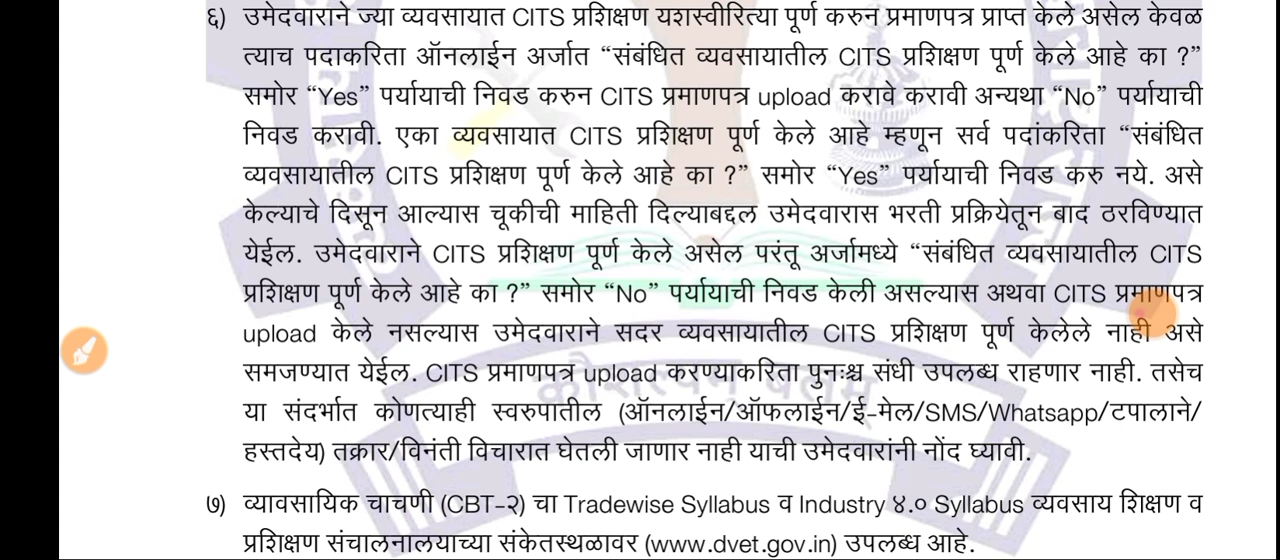 ६) उमेदवाराने ज्या व्यवसायात CITS प्रशिक्षण यशस्वीरित्या पूर्ण करुन प्रमाणपत्र प्राप्त केले असेल केवळ
त्याच पदाकरिता ऑनलाईन अर्जात “संबंधित व्यवसायातील CITS प्रशिक्षण पूर्ण केले आहे का ?”
समोर “Yes” पर्यायाची निवड करुन CITS प्रमाणपत्र upload करावे करावी अन्यथा “No” पर्यायाची
निवड करावी. एका व्यवसायात CITS प्रशिक्षण पूर्ण केले आहे म्हणून सर्व पदांकरिता “संबंधित
व्यवसायातील CITS प्रशिक्षण पूर्ण केले आहे का ?” समोर “Yes” पर्यायाची निवड करु नये. असे
केल्याचे दिसून आल्यास चूकीची माहिती दिल्याबद्दल उमेदवारास भरती प्रक्रियेतून बाद ठरविण्यात
येईल. उमेदवाराने CITS प्रशिक्षण पूर्ण केले असेल परंतू अर्जामध्ये “संबंधित व्यवसायातील CITS
प्रशिक्षण पूर्ण केले आहे का ?” समोर “No” पर्यायाची निवड केली असल्यास अथवा CITS प्रमाणपत्र
upload केले नसल्यास उमेदवाराने सदर व्यवसायातील CITS प्रशिक्षण पूर्ण केलेले नाही असे
समजण्यात येईल. CITS प्रमाणपत्र upload करण्याकरिता पुनःश्च संधी उपलब्ध राहणार नाही. तसेच
या संदर्भात कोणत्याही स्वरुपातील (ऑनलाईन/ऑफलाईन/ई-मेल/SMS/Whatsapp/टपालाने/
हस्तदेय) तक्रार/विनंती विचारात घेतली जाणार नाही याची उमेदवारांनी नोंद घ्यावी.
७) व्यावसायिक चाचणी (CBT-२) चा Tradewise Syllabus व Industry ४.० Syllabus व्यवसाय शिक्षण व
प्रशिक्षण संचालनालयाच्या संकेतस्थळावर (www.dvet.gov.in) उपलब्ध आहे.